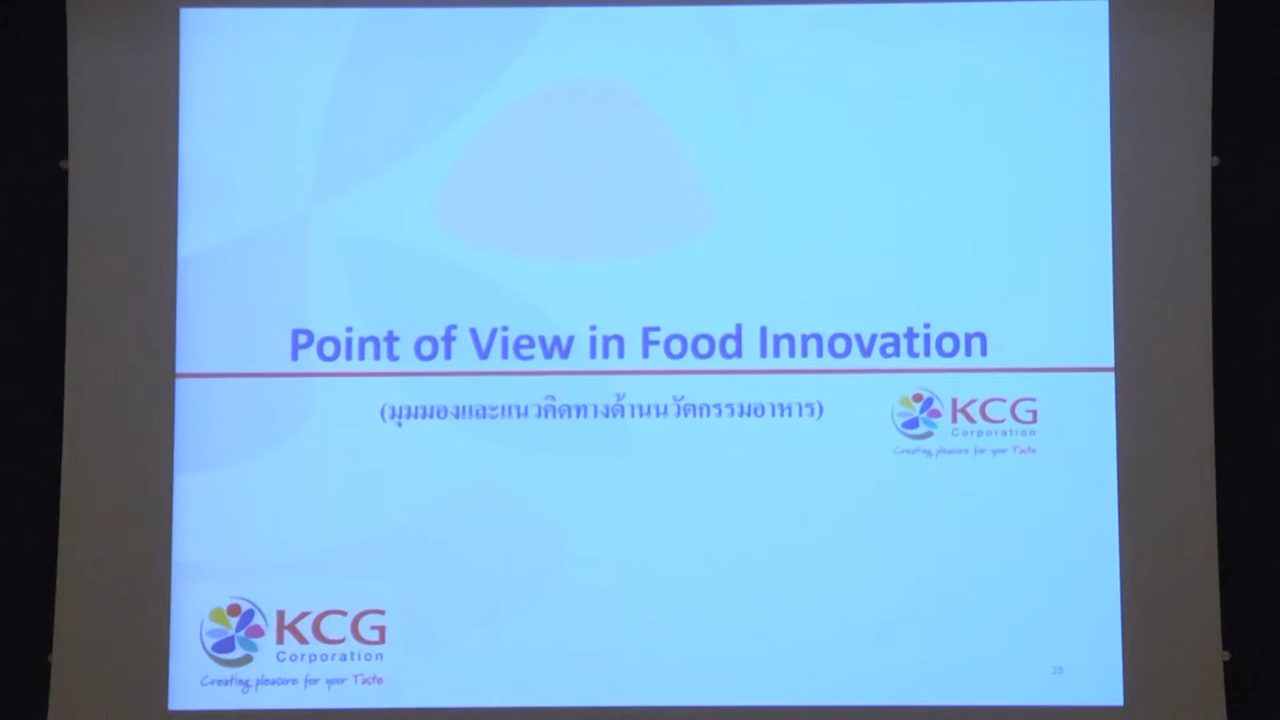 Point of View in Food Innovation
(มุมมองและแนวคิดทางด้านนวัตกรรมอาหาร)
KCG
Corporation
Creating pleasure for your Taste
KCG
Corporation
Creating pleasure for your Taste